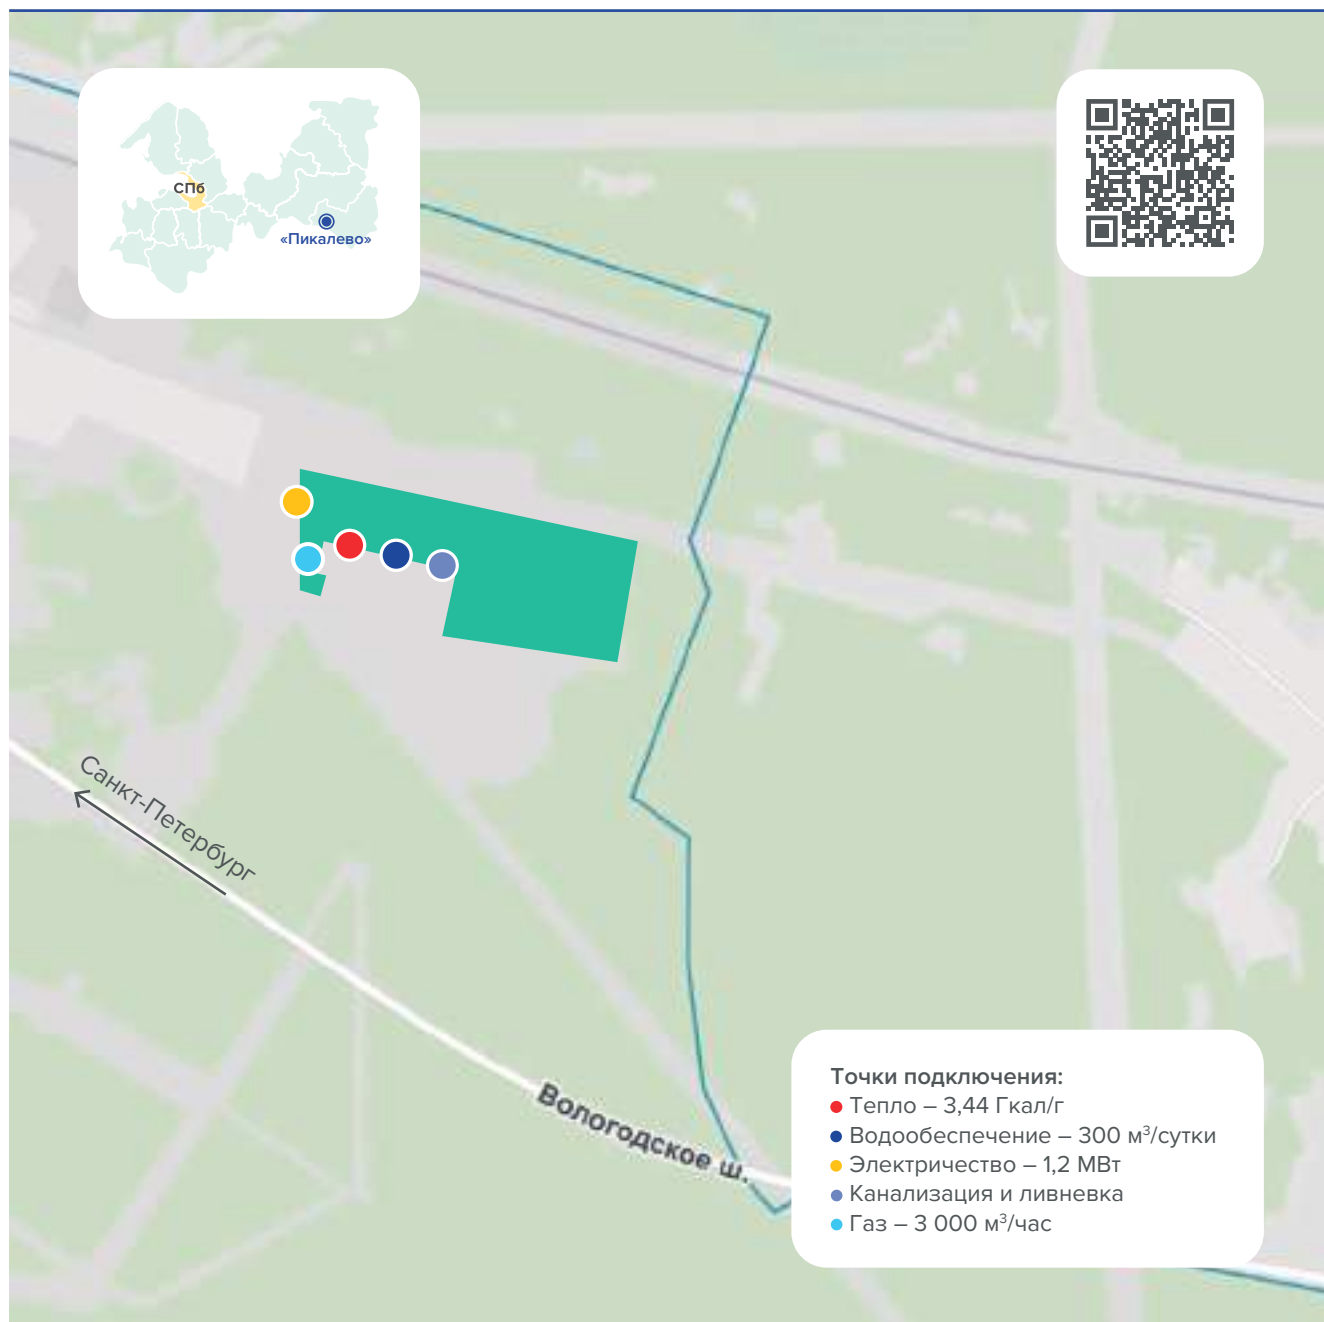 СПб
«Пикалево»
Санкт-Петербург
Вологодское ш.
Точки подключения:
Тепло – 3,44 Гкал/г
Водообеспечение – 300 м³/сутки
Электричество – 1,2 МВт
Канализация и ливневка
Газ – 3 000 м³/час